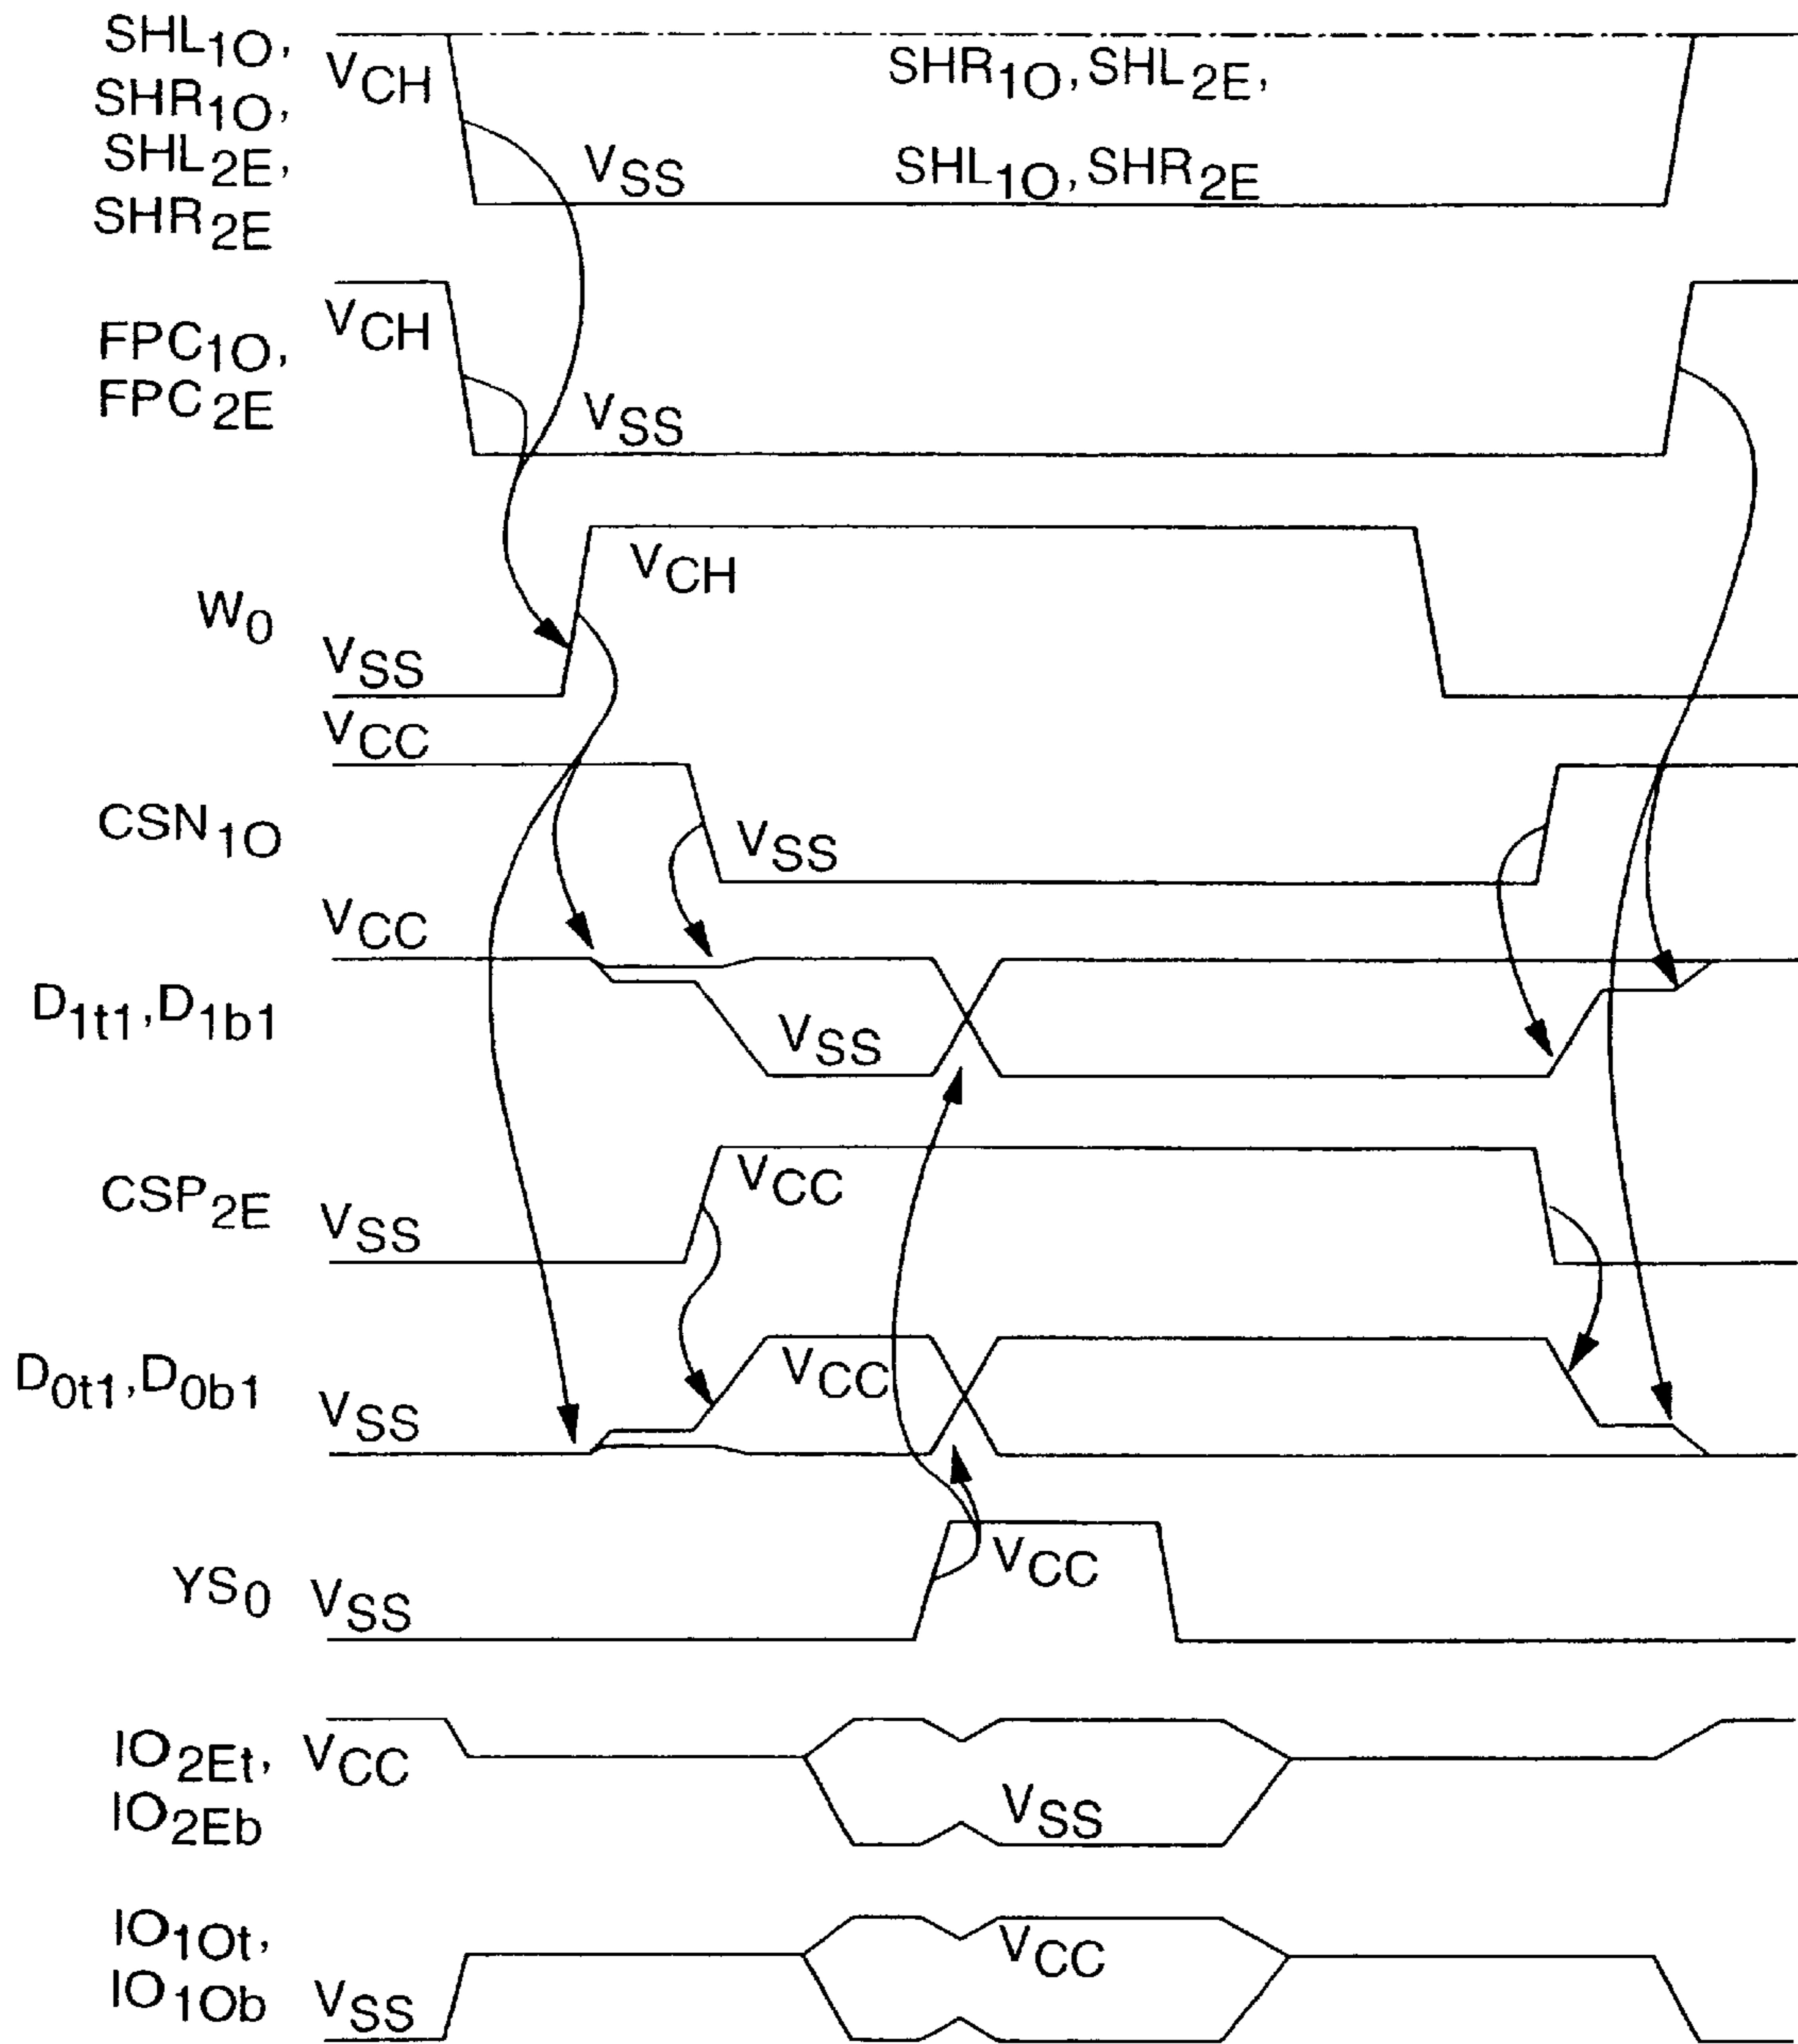 SHL1O,
SHR1O,
SHL2E,
SHR2E
VCH
SHR1O, SHL2E,
VSS
SHL1O, SHR2E
FPC1O,
FPC2E
VCH
VSS
W0
VCH
VSS
CSN1O
VCC
VSS
D1t1, D1b1
VCC
VSS
CSP2E
VCC
VSS
D0t1, D0b1
VCC
VSS
YS0
VSS
VCC
IO2Et,
IO2Eb
VCC
VSS
IO1Ot,
IO1Ob
VCC
VSS